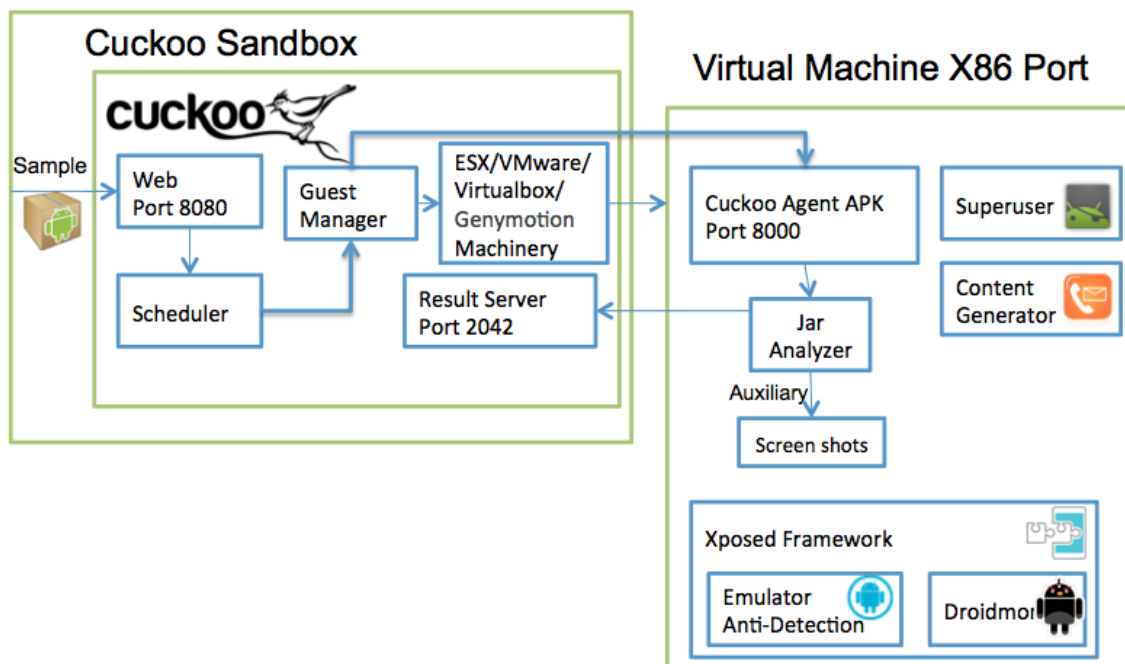 Cuckoo Sandbox
Virtual Machine X86 Port
cuckoo
Sample
Web
Port 8080
Guest
Manager
ESX/VMware/
Virtualbox/
Genymotion
Machinery
Cuckoo Agent APK
Port 8000
Superuser
Scheduler
Result Server
Port 2042
Jar
Analyzer
Content
Generator
Auxiliary
Screen shots
Xposed Framework
Emulator
Anti-Detection
Droidmon